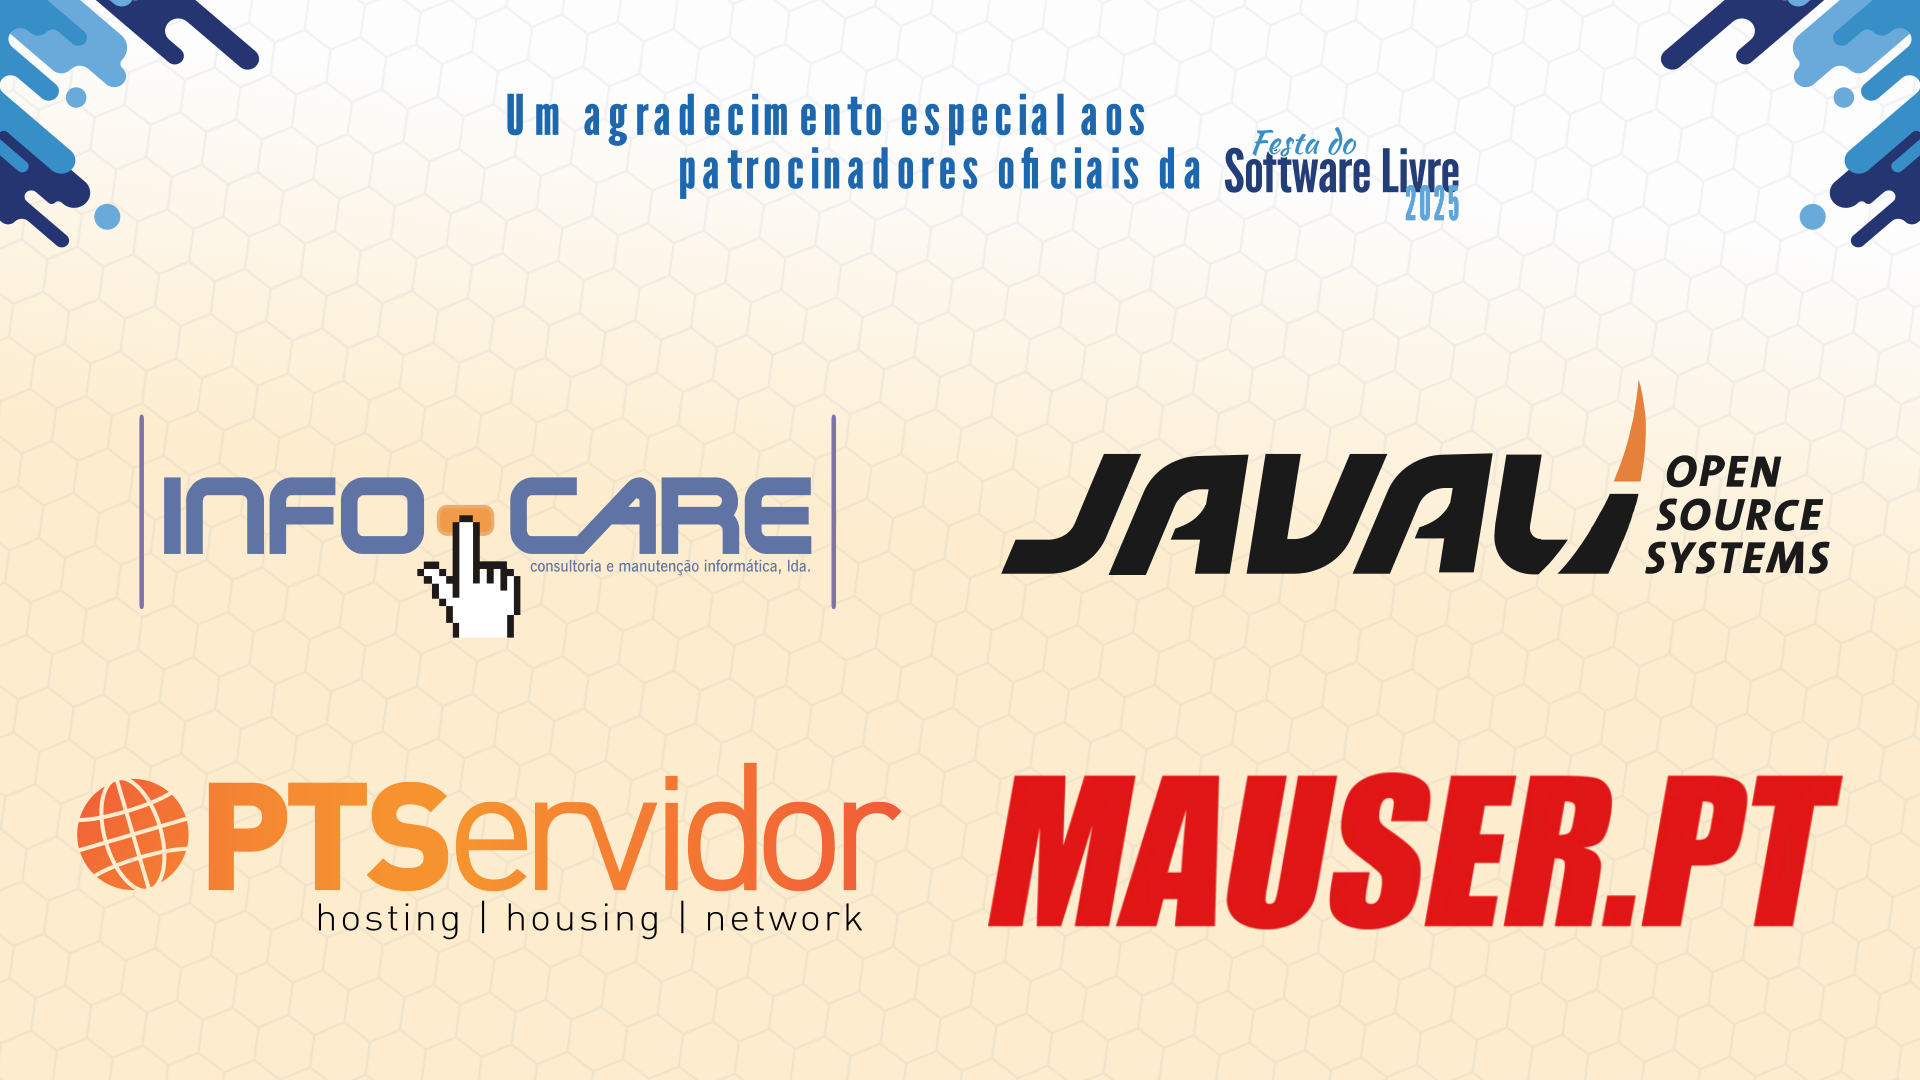 Um agradecimento especial aos
patrocinadores oficiais da
Festa do
Software Livre
2025
INFO CARE
consultoria e manutenção informática, lda.
JAVALI
OPEN
SOURCE
SYSTEMS
PTServidor
hosting | housing | network
MAUSER.PT